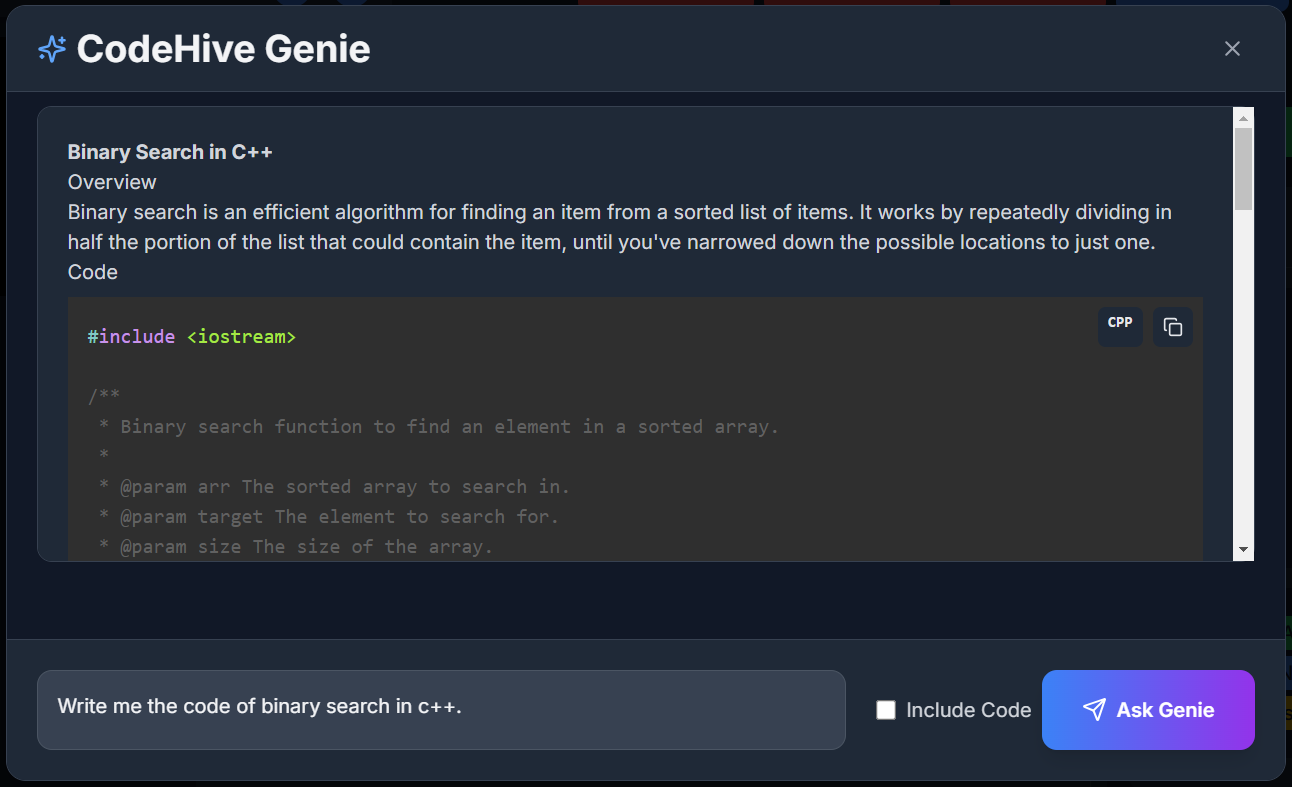 CodeHive Genie
Binary Search in C++
Overview
Binary search is an efficient algorithm for finding an item from a sorted list of items. It works by repeatedly dividing in
half the portion of the list that could contain the item, until you've narrowed down the possible locations to just one.
Code
CPP
#include <iostream>
/**
 * Binary search function to find an element in a sorted array.
 *
 * @param arr The sorted array to search in.
 * @param target The element to search for.
 * @param size The size of the array.
Write me the code of binary search in c++.
Include Code
Ask Genie